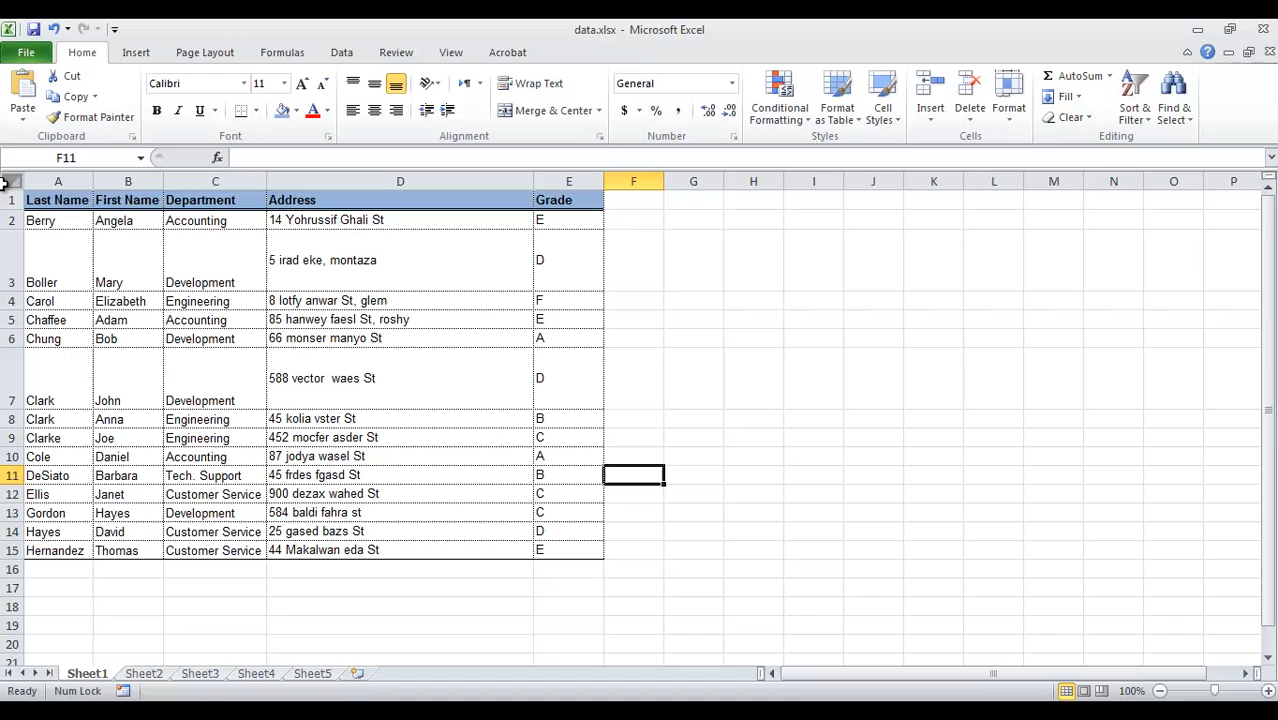 data.xlsx - Microsoft Excel
File Home Insert Page Layout Formulas Data Review View Acrobat
Paste
Cut
Copy
Format Painter
Clipboard
Calibri 11
B I U
Font
Wrap Text
Merge & Center
Alignment
General
$ % ,
Number
Conditional Formatting
Format as Table
Cell Styles
Styles
Insert Delete Format
Cells
Σ AutoSum
Fill
Clear
Sort & Filter
Find & Select
Editing
F11 fx
A B C D E F G H I J K L M N O P
1 Last Name First Name Department Address Grade
2 Berry Angela Accounting 14 Yohrussif Ghali St E
3 Boller Mary Development 5 irad eke, montaza D
4 Carol Elizabeth Engineering 8 lotfy anwar St, glem F
5 Chaffee Adam Accounting 85 hanwey faesl St, roshy E
6 Chung Bob Development 66 monser manyo St A
7 Clark John Development 588 vector  waes St D
8 Clark Anna Engineering 45 kolia vster St B
9 Clarke Joe Engineering 452 mocfer asder St C
10 Cole Daniel Accounting 87 jodya wasel St A
11 DeSiato Barbara Tech. Support 45 frdes fgasd St B
12 Ellis Janet Customer Service 900 dezax wahed St C
13 Gordon Hayes Development 584 baldi fahra st C
14 Hayes David Customer Service 25 gased bazs St D
15 Hernandez Thomas Customer Service 44 Makalwan eda St E
16
17
18
19
20
21
Sheet1 Sheet2 Sheet3 Sheet4 Sheet5
Ready Num Lock 100%